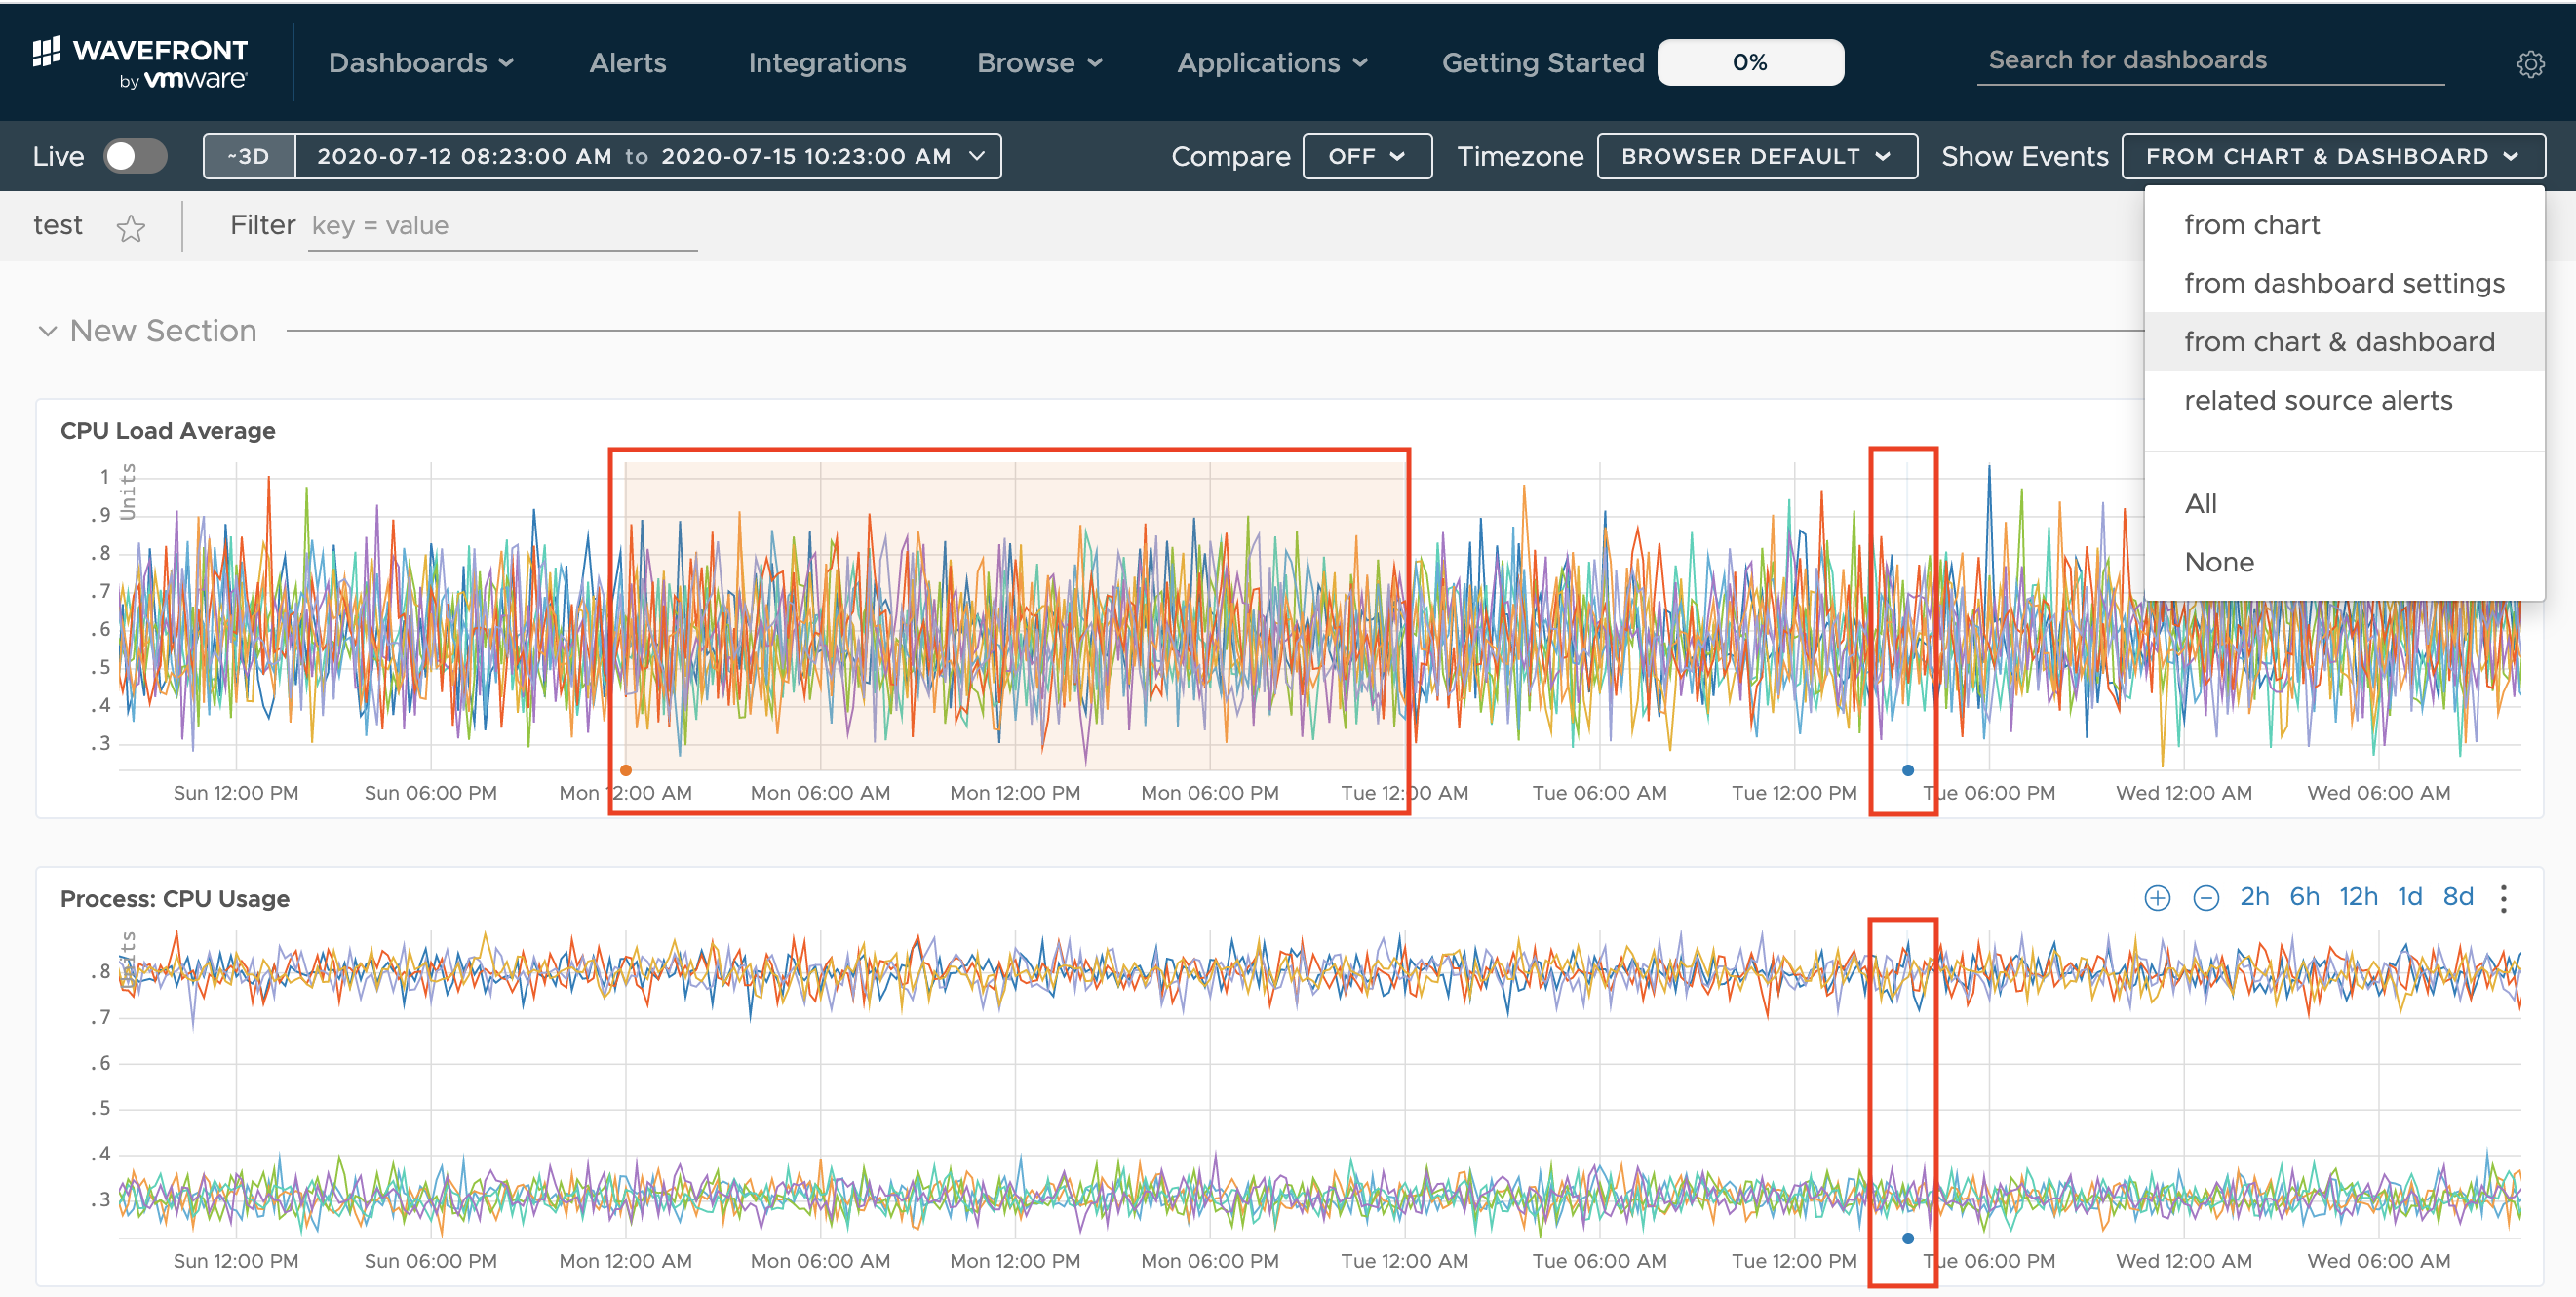 WAVEFRONT
by vmware
Dashboards
Alerts
Integrations
Browse
Applications
Getting Started
0%
Search for dashboards
Live
~3D
2020-07-12 08:23:00 AM to 2020-07-15 10:23:00 AM
Compare
OFF
Timezone
BROWSER DEFAULT
Show Events
FROM CHART & DASHBOARD
test
Filter
key = value
from chart
from dashboard settings
from chart & dashboard
related source alerts
All
None
New Section
CPU Load Average
Units
1
.9
.8
.7
.6
.5
.4
.3
Sun 12:00 PM
Sun 06:00 PM
Mon 12:00 AM
Mon 06:00 AM
Mon 12:00 PM
Mon 06:00 PM
Tue 12:00 AM
Tue 06:00 AM
Tue 12:00 PM
Tue 06:00 PM
Wed 12:00 AM
Wed 06:00 AM
Process: CPU Usage
2h
6h
12h
1d
8d
Units
.8
.7
.6
.5
.4
.3
Sun 12:00 PM
Sun 06:00 PM
Mon 12:00 AM
Mon 06:00 AM
Mon 12:00 PM
Mon 06:00 PM
Tue 12:00 AM
Tue 06:00 AM
Tue 12:00 PM
Tue 06:00 PM
Wed 12:00 AM
Wed 06:00 AM